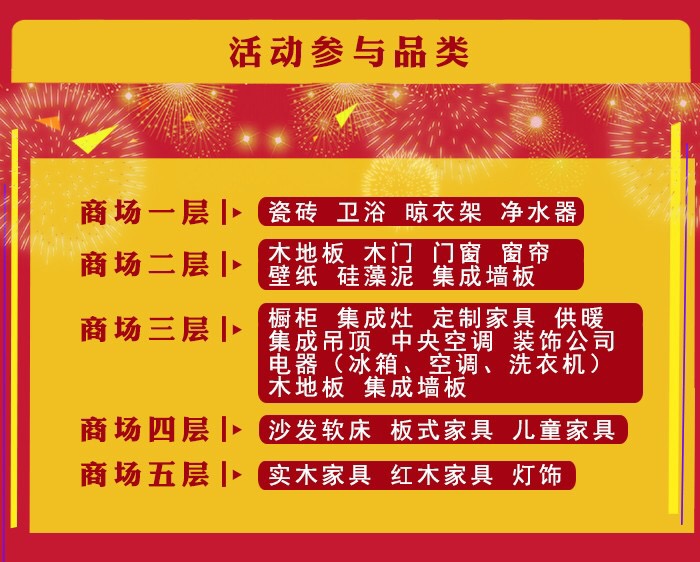 活动参与品类
商场一层
瓷砖 卫浴 晾衣架 净水器
商场二层
木地板 木门 门窗 窗帘
壁纸 硅藻泥 集成墙板
商场三层
橱柜 集成灶 定制家具 供暖
集成吊顶 中央空调 装饰公司
电器（冰箱、空调、洗衣机）
木地板 集成墙板
商场四层
沙发软床 板式家具 儿童家具
商场五层
实木家具 红木家具 灯饰